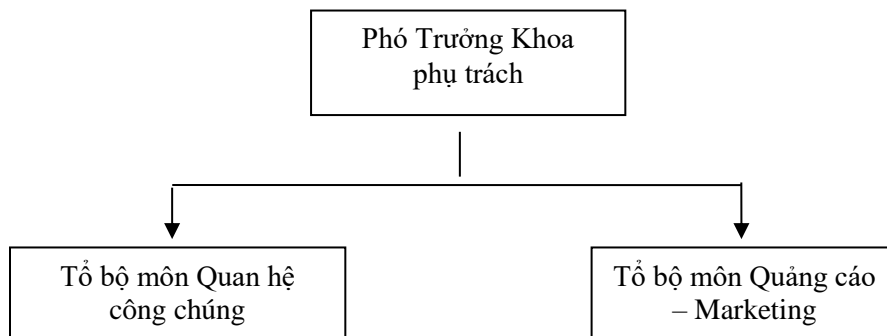 Phó Trưởng Khoa
phụ trách
Tổ bộ môn Quan hệ
công chúng
Tổ bộ môn Quảng cáo
– Marketing